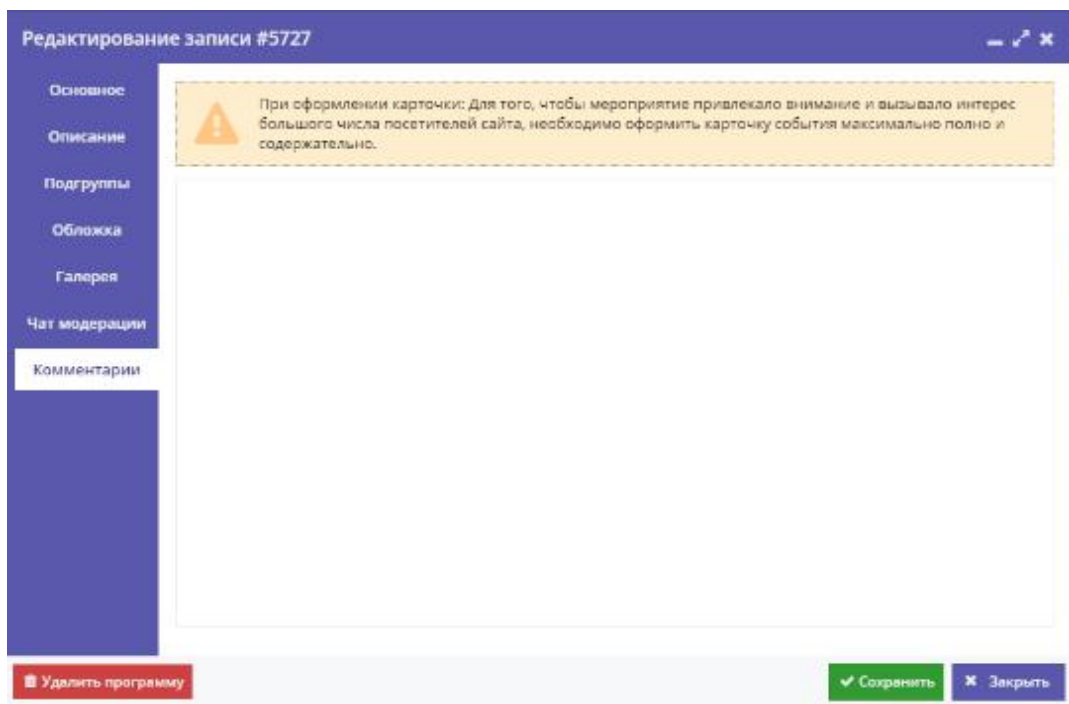 Редактирование записи #5727
Основное
Описание
Подгруппы
Обложка
Галерея
Чат модерации
Комментарии
При оформлении карточки: Для того, чтобы мероприятие привлекало внимание и вызывало интерес
большого числа посетителей сайта, необходимо оформить карточку события максимально полно и
содержательно.
Удалить программу
Сохранить
Закрыть